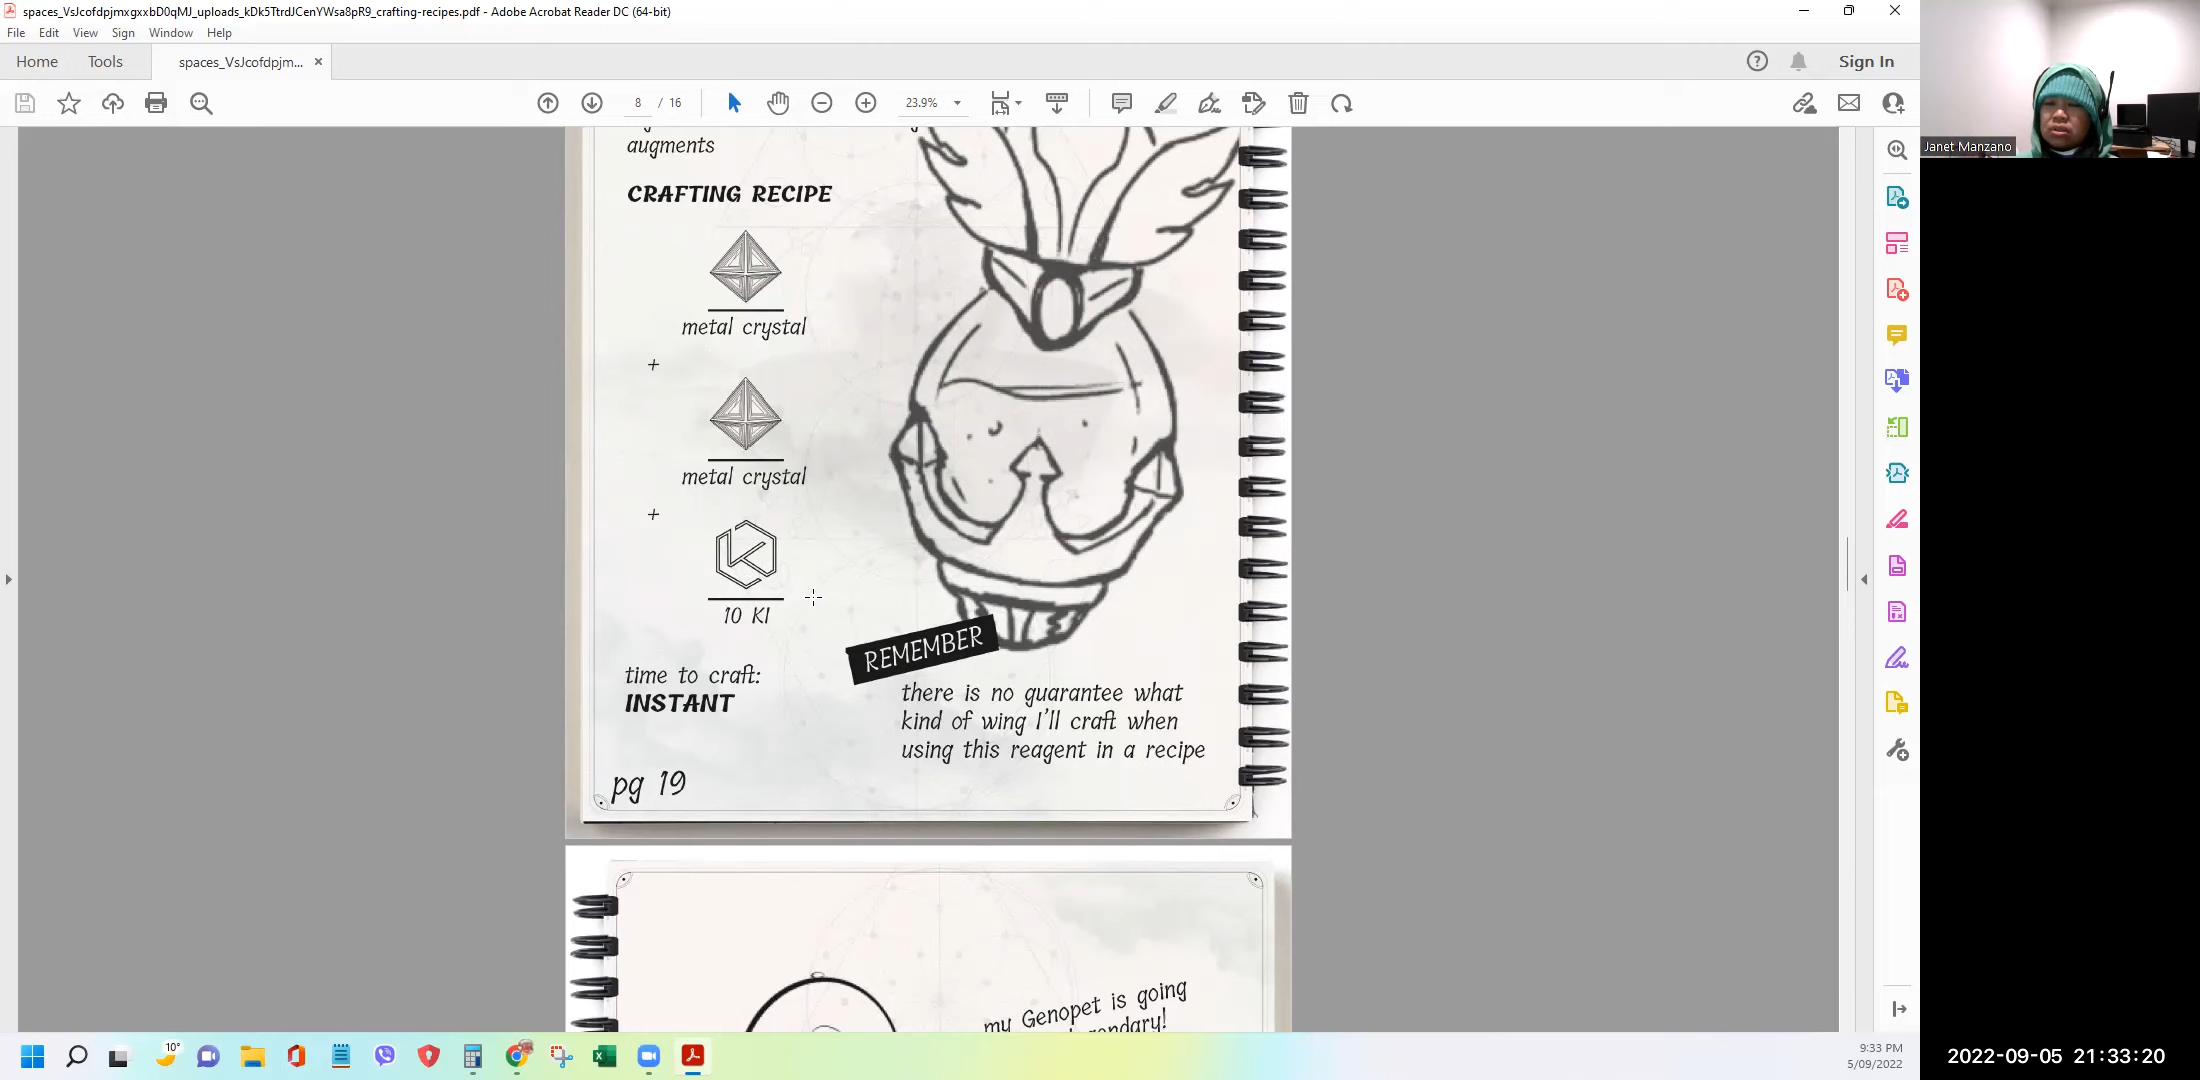 spaces_VsJcofdpjmxgxxbD0qMJ_uploads_kDk5TtrdJCenYWsa8pR9_crafting-recipes.pdf - Adobe Acrobat Reader DC (64-bit)
File Edit View Sign Window Help
Home Tools spaces_VsJcofdpjm... Sign In
8 / 16 23.9%
Janet Manzano
augments
CRAFTING RECIPE
metal crystal
+
metal crystal
+
10 KI
REMEMBER
time to craft:
INSTANT
there is no guarantee what
kind of wing I'll craft when
using this reagent in a recipe
pg 19
my Genopet is going
10°
9:33 PM
5/09/2022
2022-09-05 21:33:20